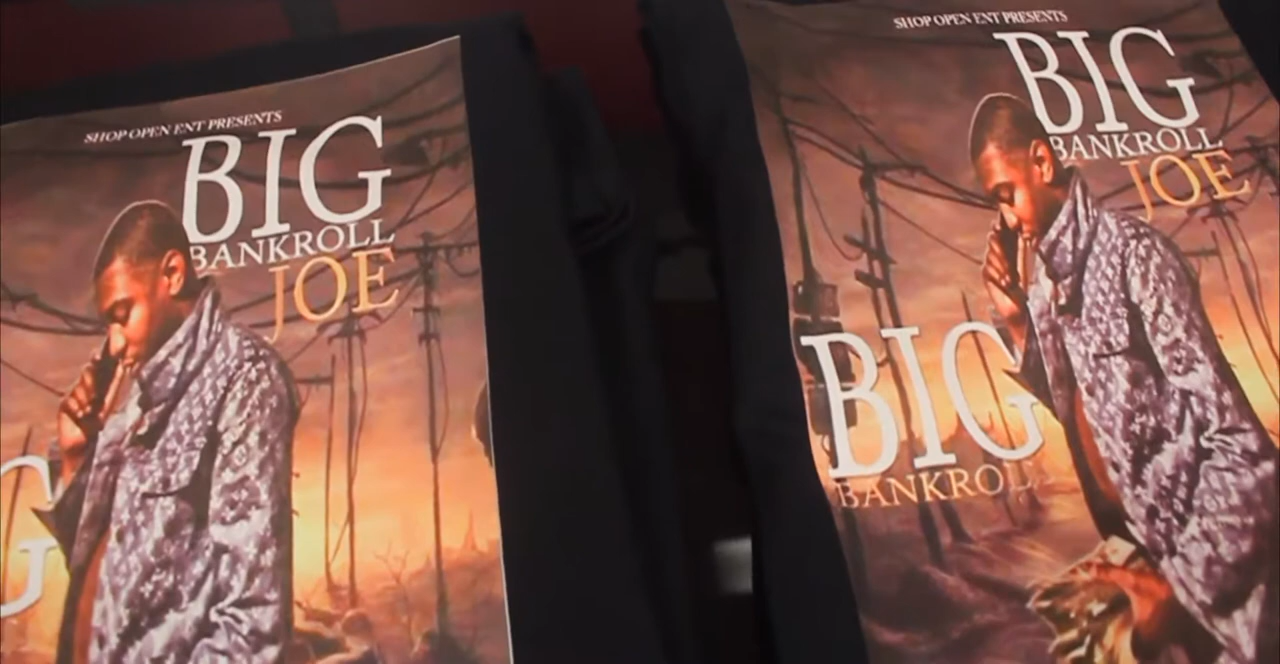 SHOP OPEN ENT PRESENTS
BIG
BANKROLL
JOE
G
SHOP OPEN ENT PRESENTS
BIG
BANKROLL
JOE
BIG
BANKROLL